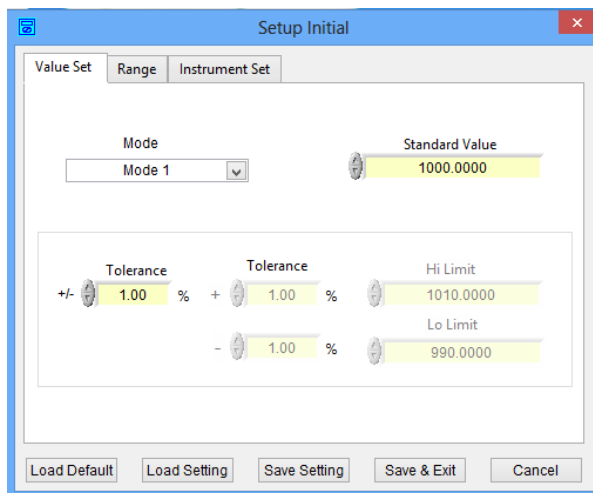 Setup Initial
Value Set Range Instrument Set
Mode
Mode 1
Standard Value
1000.0000
Tolerance
+/- 1.00 %
Tolerance
+ 1.00 %
- 1.00 %
Hi Limit
1010.0000
Lo Limit
990.0000
Load Default Load Setting Save Setting Save & Exit Cancel